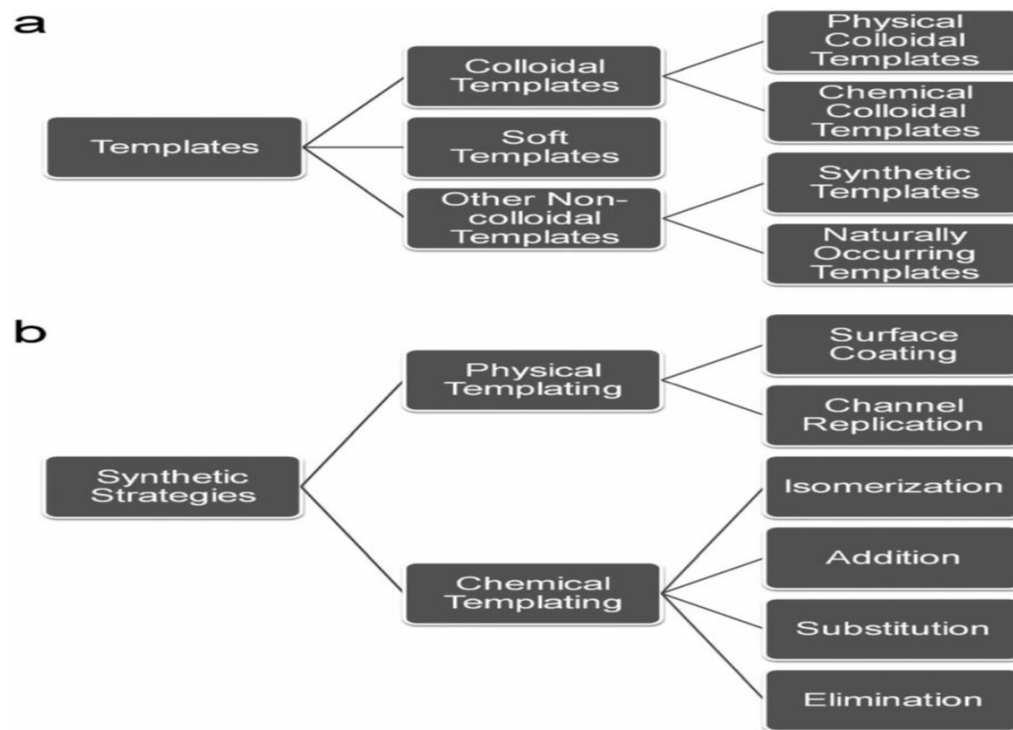 a
Templates
Colloidal
Templates
Soft
Templates
Other Non-
colloidal
Templates
Physical
Colloidal
Templates
Chemical
Colloidal
Templates
Synthetic
Templates
Naturally
Occurring
Templates
b
Synthetic
Strategies
Physical
Templating
Chemical
Templating
Surface
Coating
Channel
Replication
Isomerization
Addition
Substitution
Elimination